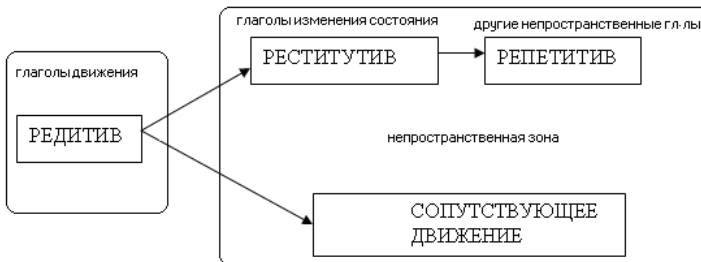 глаголы изменения состояния
другие непространственные гл-лы
глаголы движения
РЕСТИТУТИВ
РЕПЕТИТИВ
РЕДИТИВ
непространственная зона
СОПУТСТВУЮЩЕЕ
ДВИЖЕНИЕ